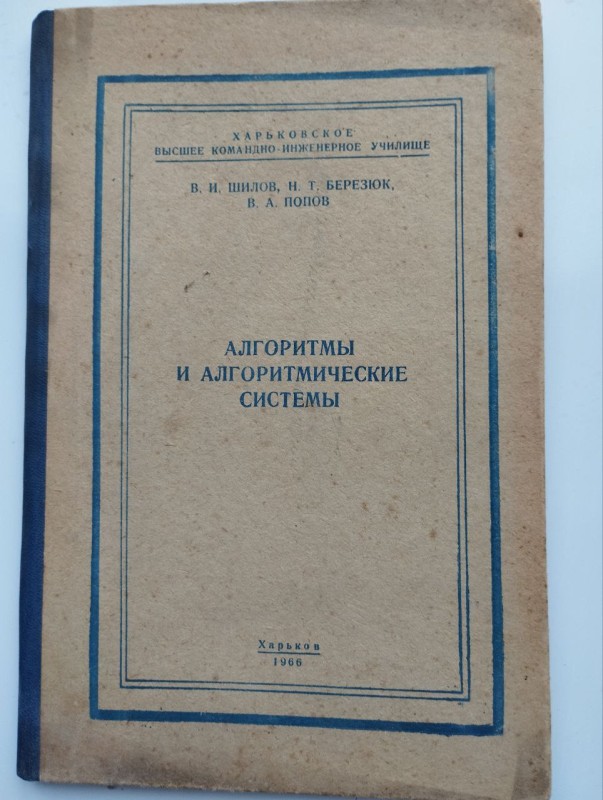 ХАРЬКОВСКОЕ
ВЫСШЕЕ КОМАНДНО-ИНЖЕНЕРНОЕ УЧИЛИЩЕ
В. И. ШИЛОВ, Н. Т. БЕРЕЗЮК,
В. А. ПОПОВ
АЛГОРИТМЫ
И АЛГОРИТМИЧЕСКИЕ
СИСТЕМЫ
Харьков
1966